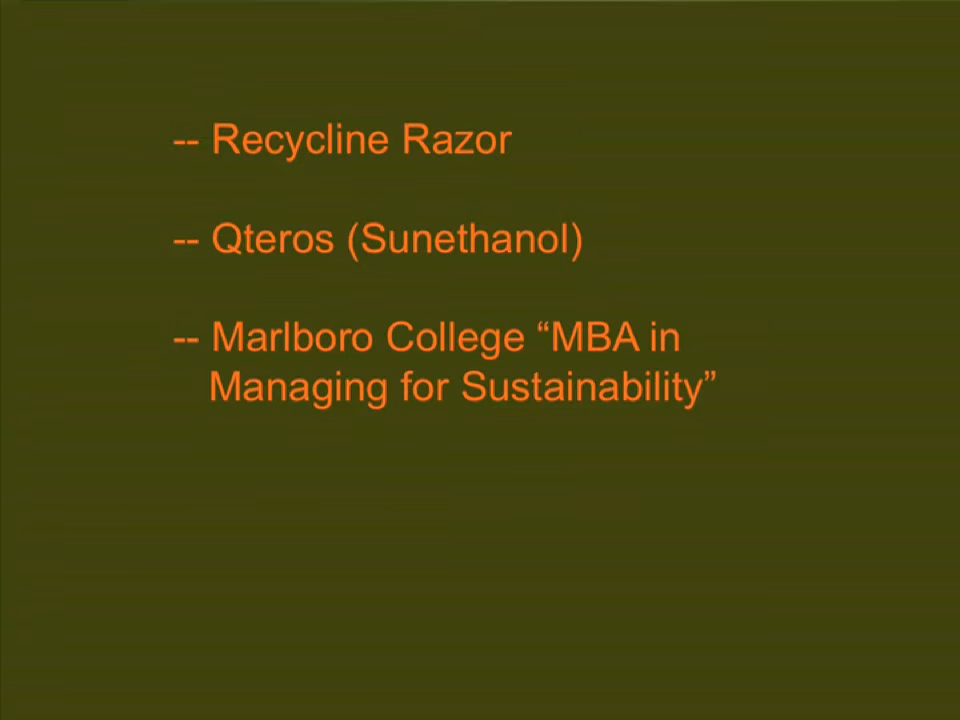 -- Recycline Razor
-- Qteros (Sunethanol)
-- Marlboro College “MBA in
Managing for Sustainability”